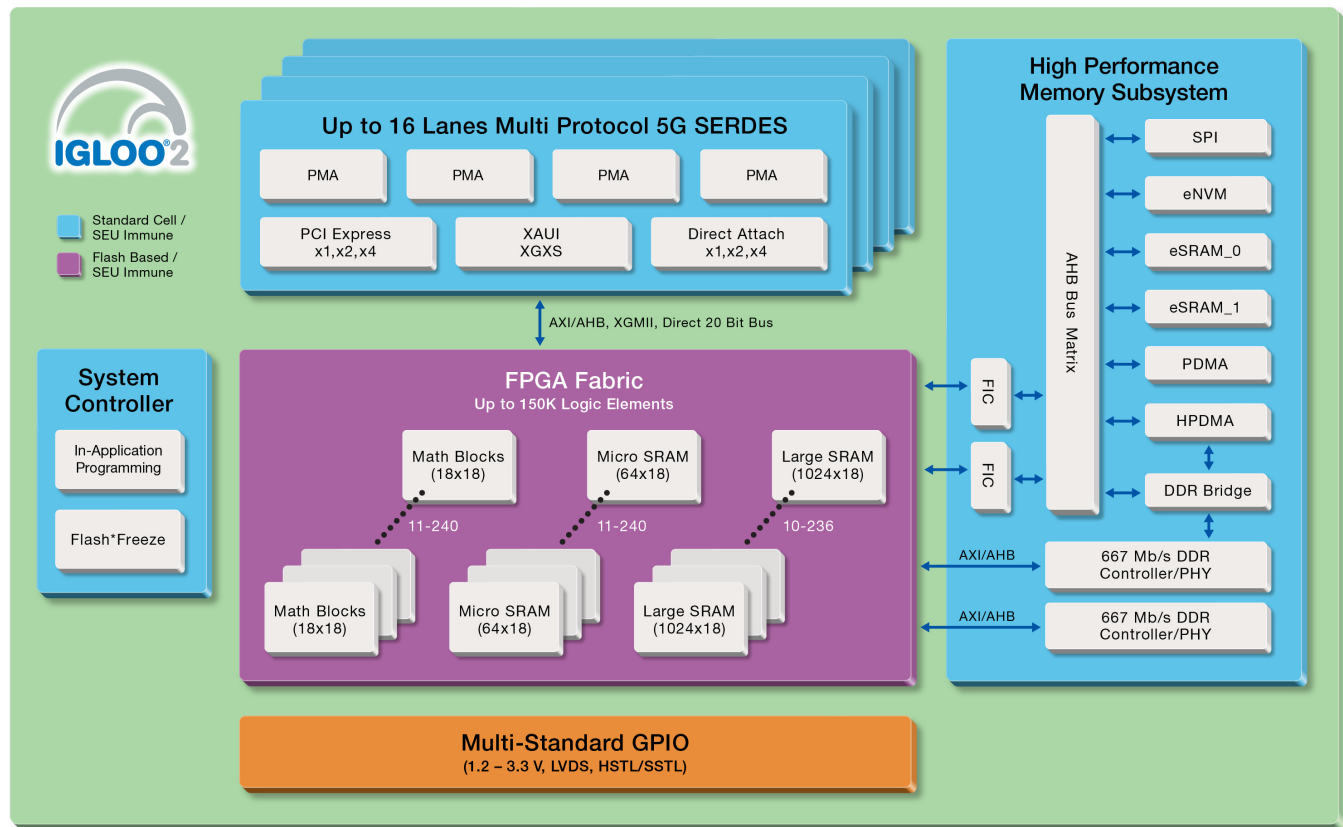 IGLOO®2
Standard Cell /
SEU Immune
Flash Based /
SEU Immune
Up to 16 Lanes Multi Protocol 5G SERDES
PMA
PMA
PMA
PMA
PCI Express
x1,x2,x4
XAUI
XGXS
Direct Attach
x1,x2,x4
AXI/AHB, XGMII, Direct 20 Bit Bus
System
Controller
In-Application
Programming
Flash*Freeze
FPGA Fabric
Up to 150K Logic Elements
Math Blocks
(18x18)
Micro SRAM
(64x18)
Large SRAM
(1024x18)
11-240
11-240
10-236
Math Blocks
(18x18)
Micro SRAM
(64x18)
Large SRAM
(1024x18)
High Performance
Memory Subsystem
AHB Bus Matrix
SPI
eNVM
eSRAM_0
eSRAM_1
PDMA
HPDMA
DDR Bridge
FIC
FIC
AXI/AHB
667 Mb/s DDR
Controller/PHY
AXI/AHB
667 Mb/s DDR
Controller/PHY
Multi-Standard GPIO
(1.2 – 3.3 V, LVDS, HSTL/SSTL)